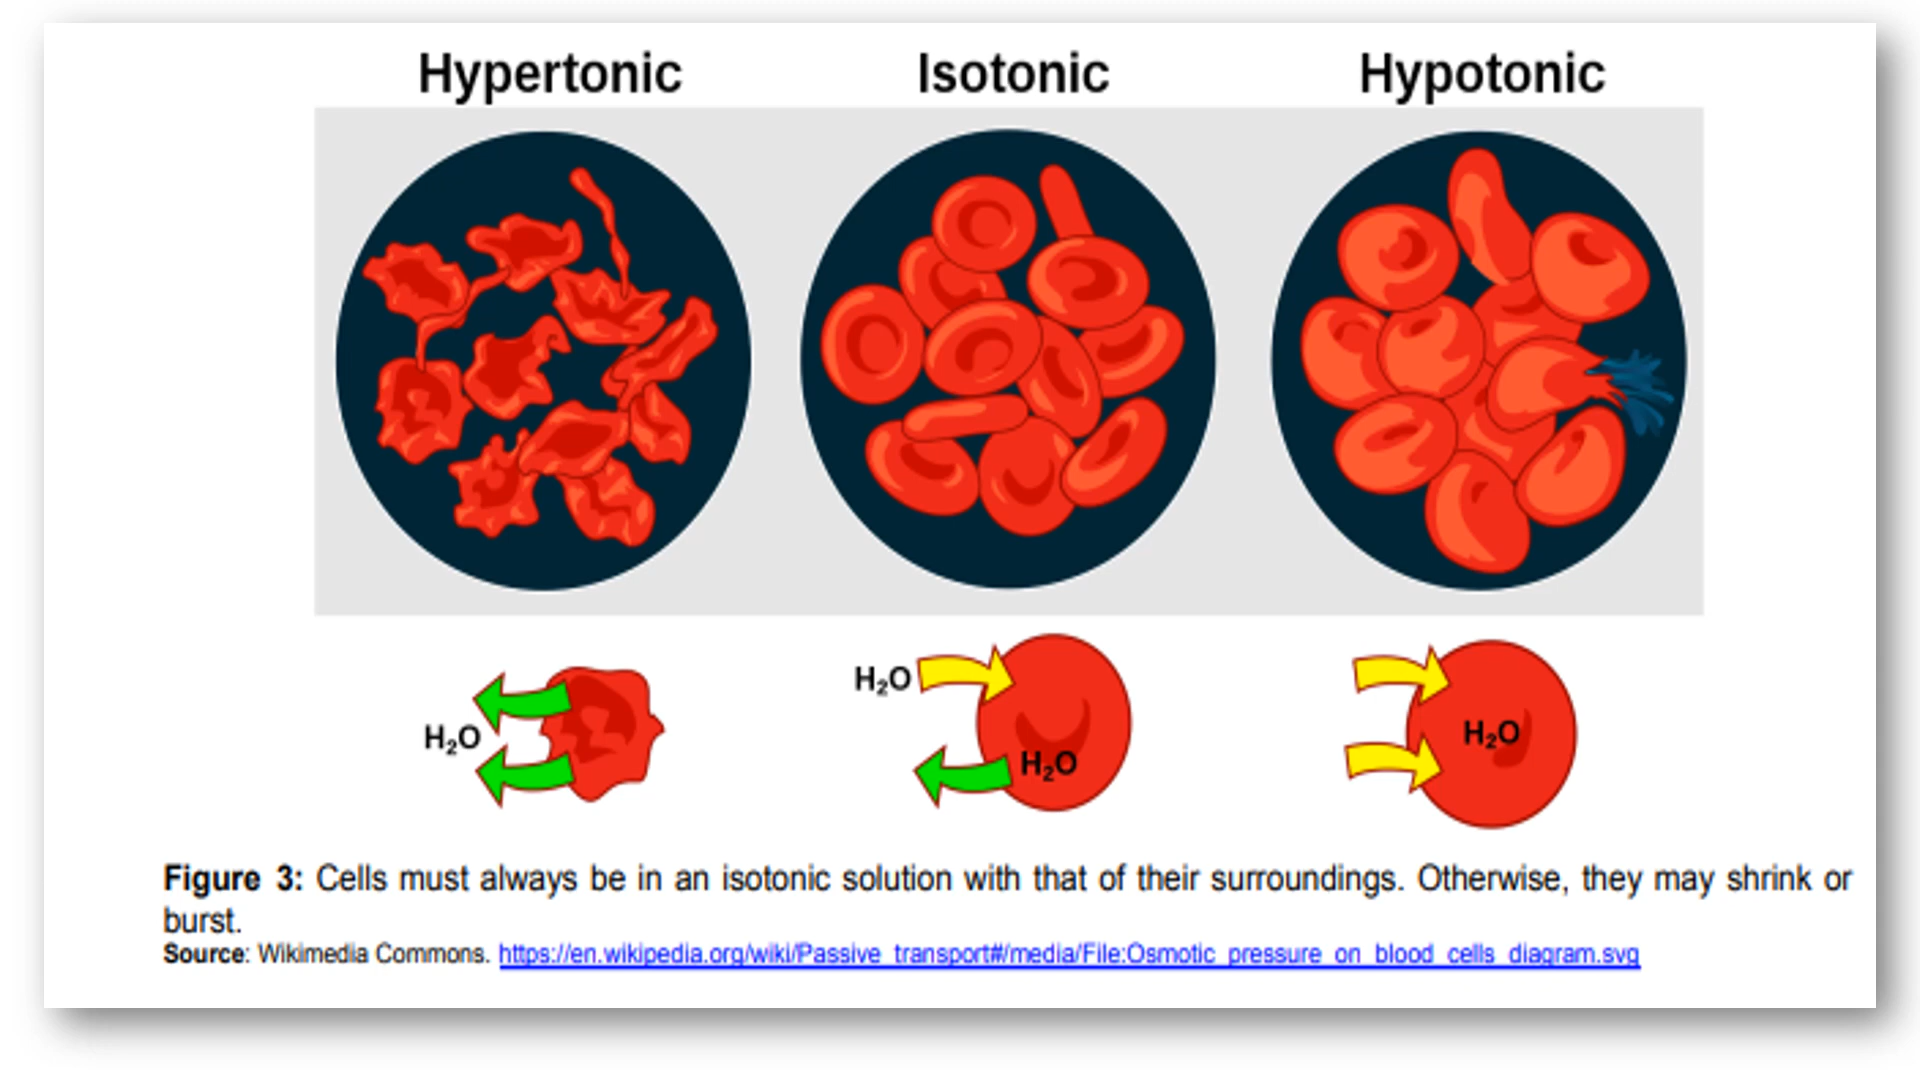 Hypertonic Isotonic Hypotonic
H₂O
H₂O
H₂O
H₂O
Figure 3: Cells must always be in an isotonic solution with that of their surroundings. Otherwise, they may shrink or
burst.
Source: Wikimedia Commons. https://en.wikipedia.org/wiki/Passive_transport#/media/File:Osmotic_pressure_on_blood_cells_diagram.svg